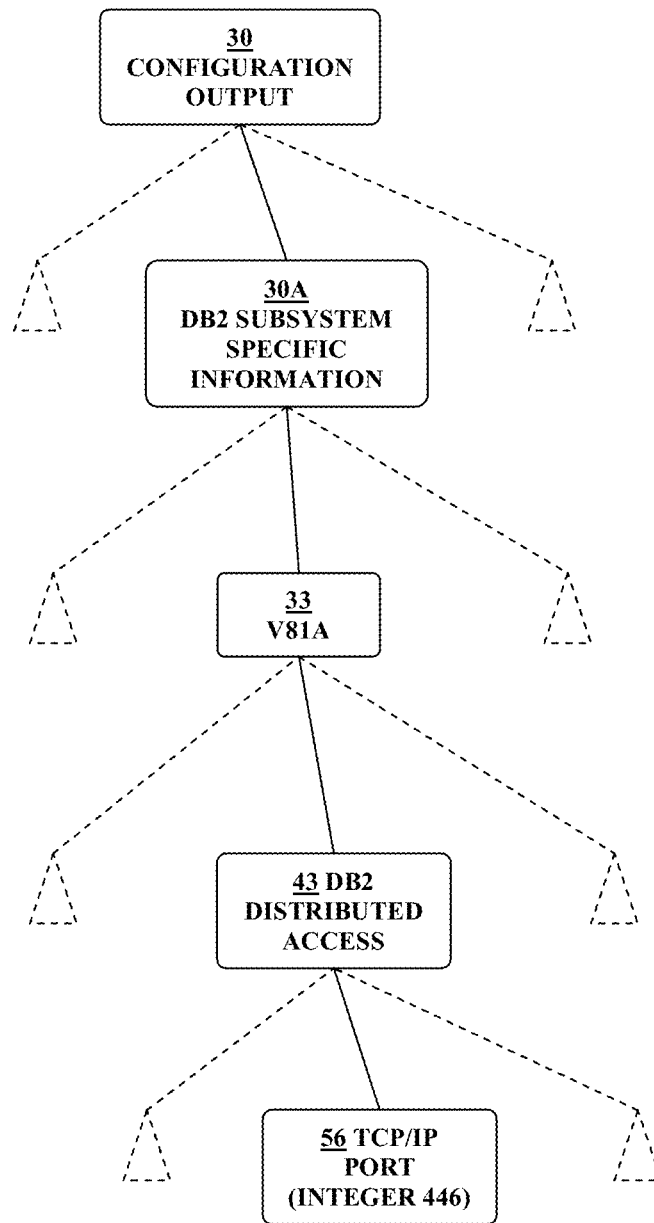 30
CONFIGURATION
OUTPUT
30A
DB2 SUBSYSTEM
SPECIFIC
INFORMATION
33
V81A
43 DB2
DISTRIBUTED
ACCESS
56 TCP/IP
PORT
(INTEGER 446)